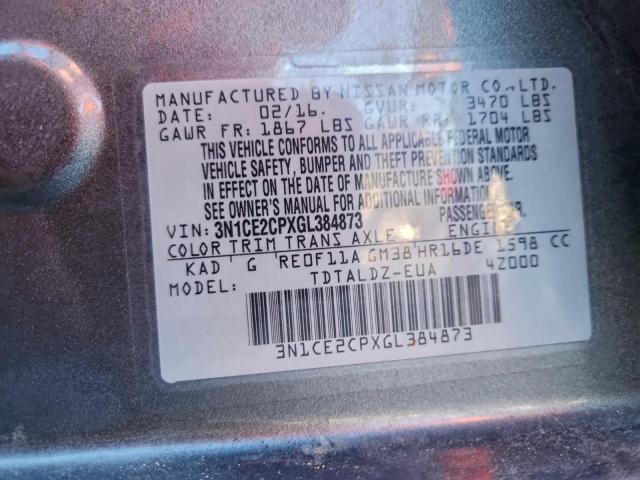 MANUFACTURED BY NISSAN MOTOR CO.,LTD.
DATE: 02/16. GVWR: 3470 LBS
GAWR FR: 1867 LBS GAWR RR: 1704 LBS
THIS VEHICLE CONFORMS TO ALL APPLICABLE FEDERAL MOTOR
VEHICLE SAFETY, BUMPER AND THEFT PREVENTION STANDARDS
IN EFFECT ON THE DATE OF MANUFACTURE SHOWN ABOVE.
SEE OWNER'S MANUAL FOR ADDITIONAL INFORMATION
VIN: 3N1CE2CPXGL384873 PASSENGER CAR
COLOR TRIM TRANS AXLE ENGINE
KAD ' G 'RE0F11A GM38'HR16DE 1598 CC
MODEL: TDTALDZ-EUA 4Z000
3N1CE2CPXGL384873